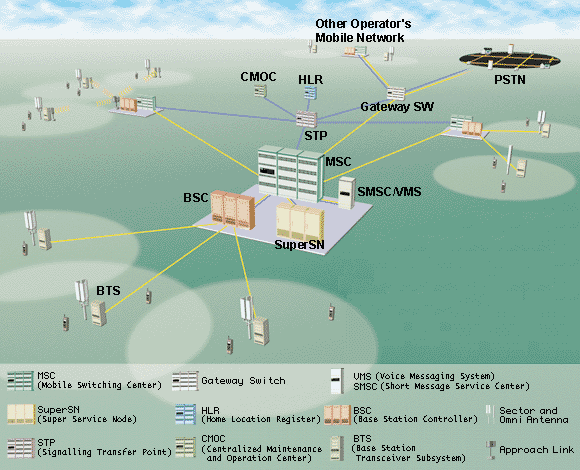 Other Operator's
Mobile Network
CMOC
HLR
PSTN
Gateway SW
STP
MSC
BSC
SMSC/VMS
SuperSN
BTS
MSC
(Mobile Switching Center)
Gateway Switch
VMS (Voice Messaging System)
SMSC (Short Message Service Center)
SuperSN
(Super Service Node)
HLR
(Home Location Register)
BSC
(Base Station Controller)
Sector and
Omni Antenna
STP
(Signalling Transfer Point)
CMOC
(Centralized Maintenance
and Operation Center)
BTS
(Base Station
Transceiver Subsystem)
Approach Link